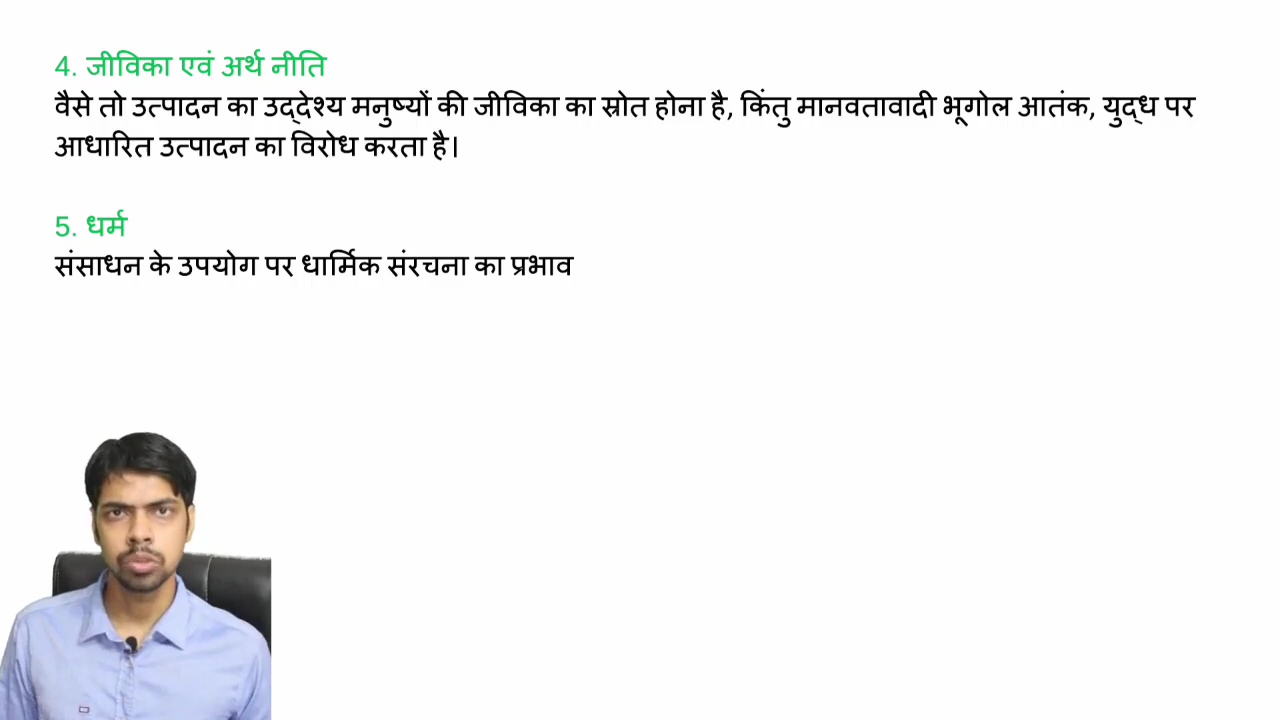 4. जीविका एवं अर्थ नीति
वैसे तो उत्पादन का उद्देश्य मनुष्यों की जीविका का स्रोत होना है, किंतु मानवतावादी भूगोल आतंक, युद्ध पर
आधारित उत्पादन का विरोध करता है।
5. धर्म
संसाधन के उपयोग पर धार्मिक संरचना का प्रभाव